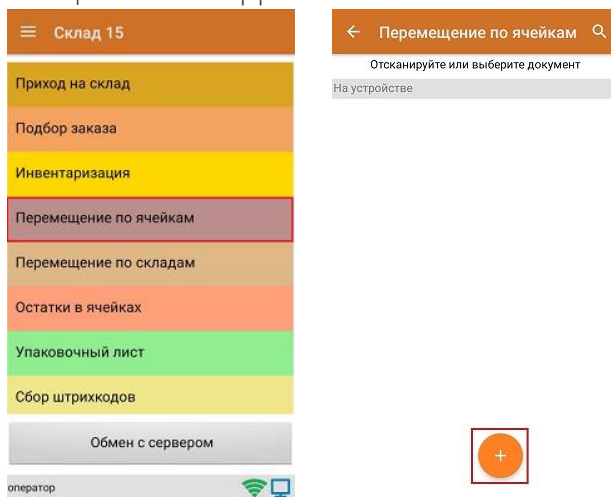 Склад 15
Приход на склад
Подбор заказа
Инвентаризация
Перемещение по ячейкам
Перемещение по складам
Остатки в ячейках
Упаковочный лист
Сбор штрихкодов
Обмен с сервером
оператор
Перемещение по ячейкам
Отсканируйте или выберите документ
На устройстве
+